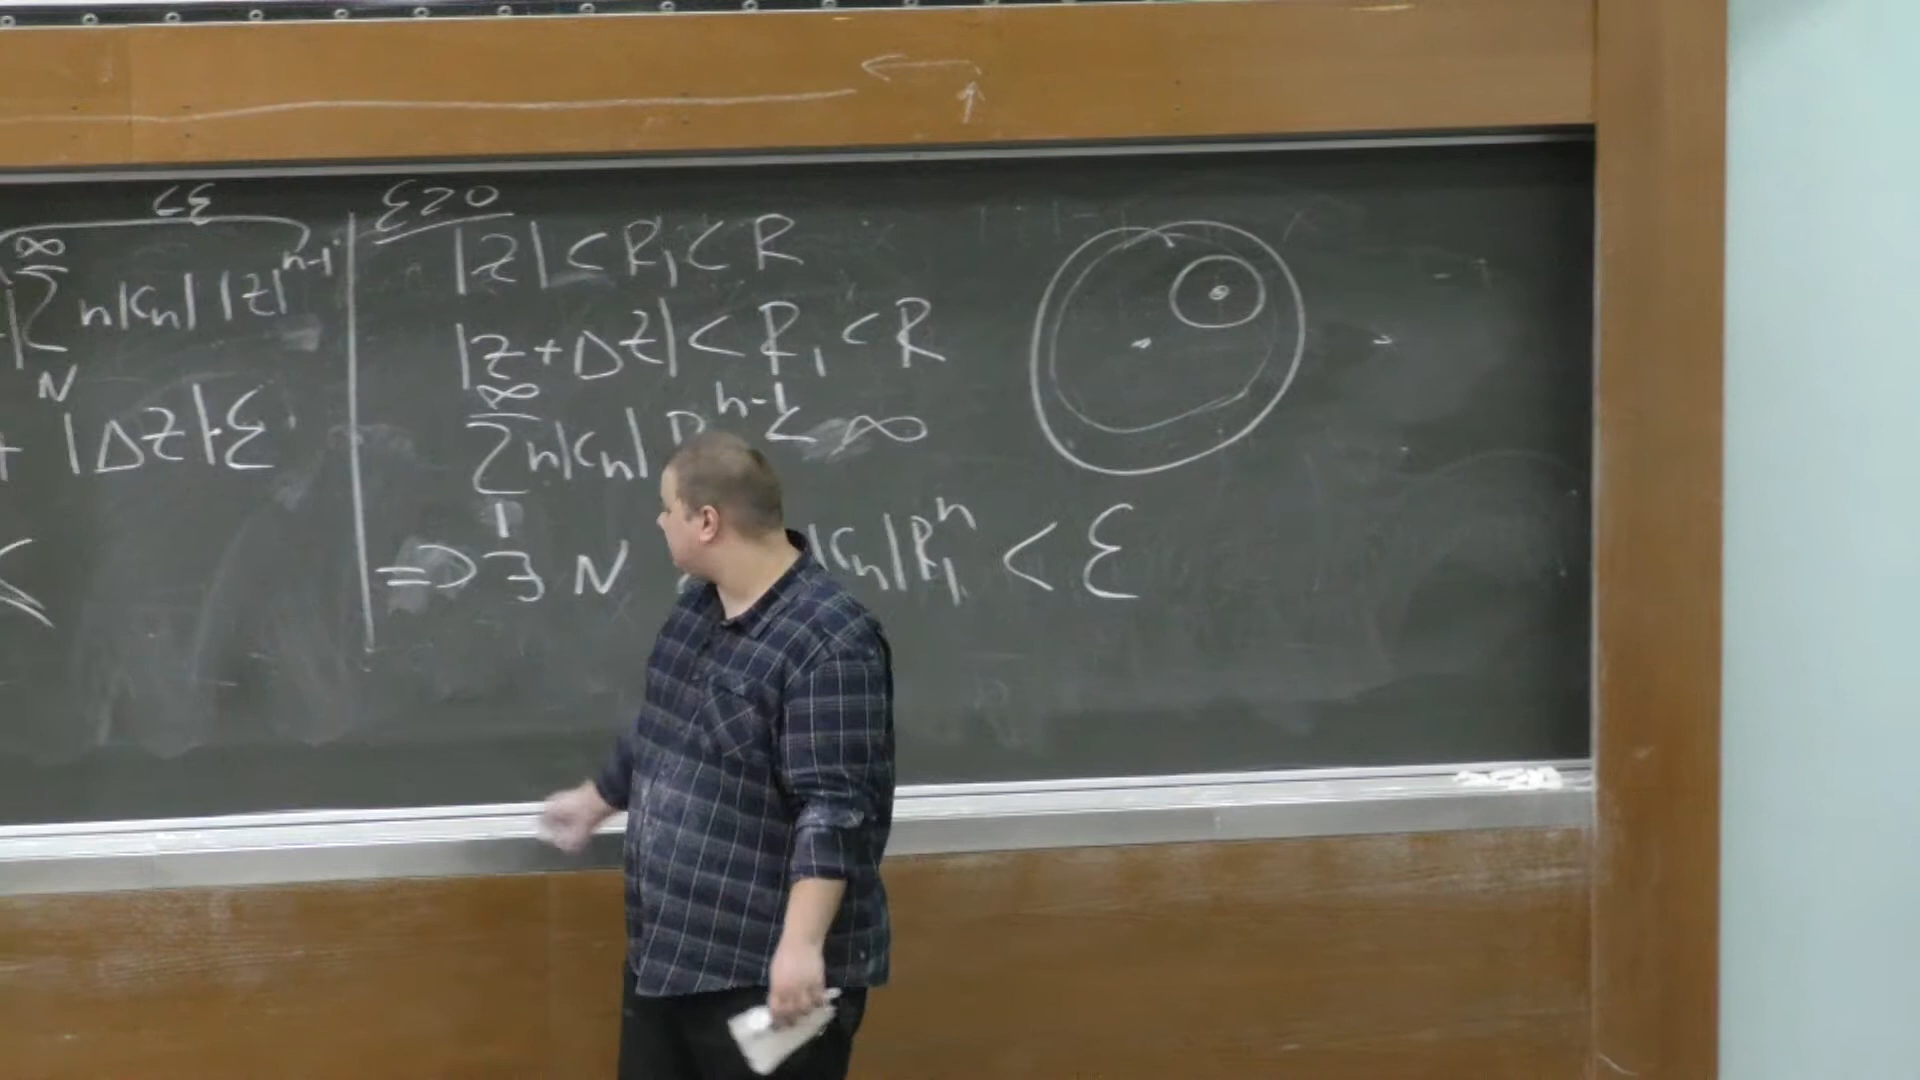 <ε
∞
Σ n|Cn| |z|^{n-1}
N
+ |Δz|·ε
<
ε>0
|z| < R₁ < R
|z+Δz| < R₁ < R
∞
Σ n|Cn| R^{n-1} < ∞
1
=> ∃ N |Cn|R₁^n < ε